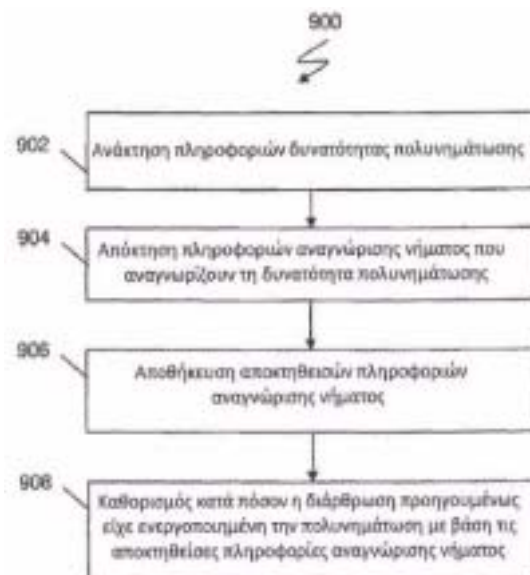 900
902
Ανάκτηση πληροφοριών δυνατότητας πολυνημάτωσης
904
Απόκτηση πληροφοριών αναγνώρισης νήματος που
αναγνωρίζουν τη δυνατότητα πολυνημάτωσης
906
Αποθήκευση αποκτηθεισών πληροφοριών
αναγνώρισης νήματος
908
Καθορισμός κατά πόσον η διάρθρωση προηγουμένως
είχε ενεργοποιημένη την πολυνημάτωση με βάση τις
αποκτηθείσες πληροφορίες αναγνώρισης νήματος